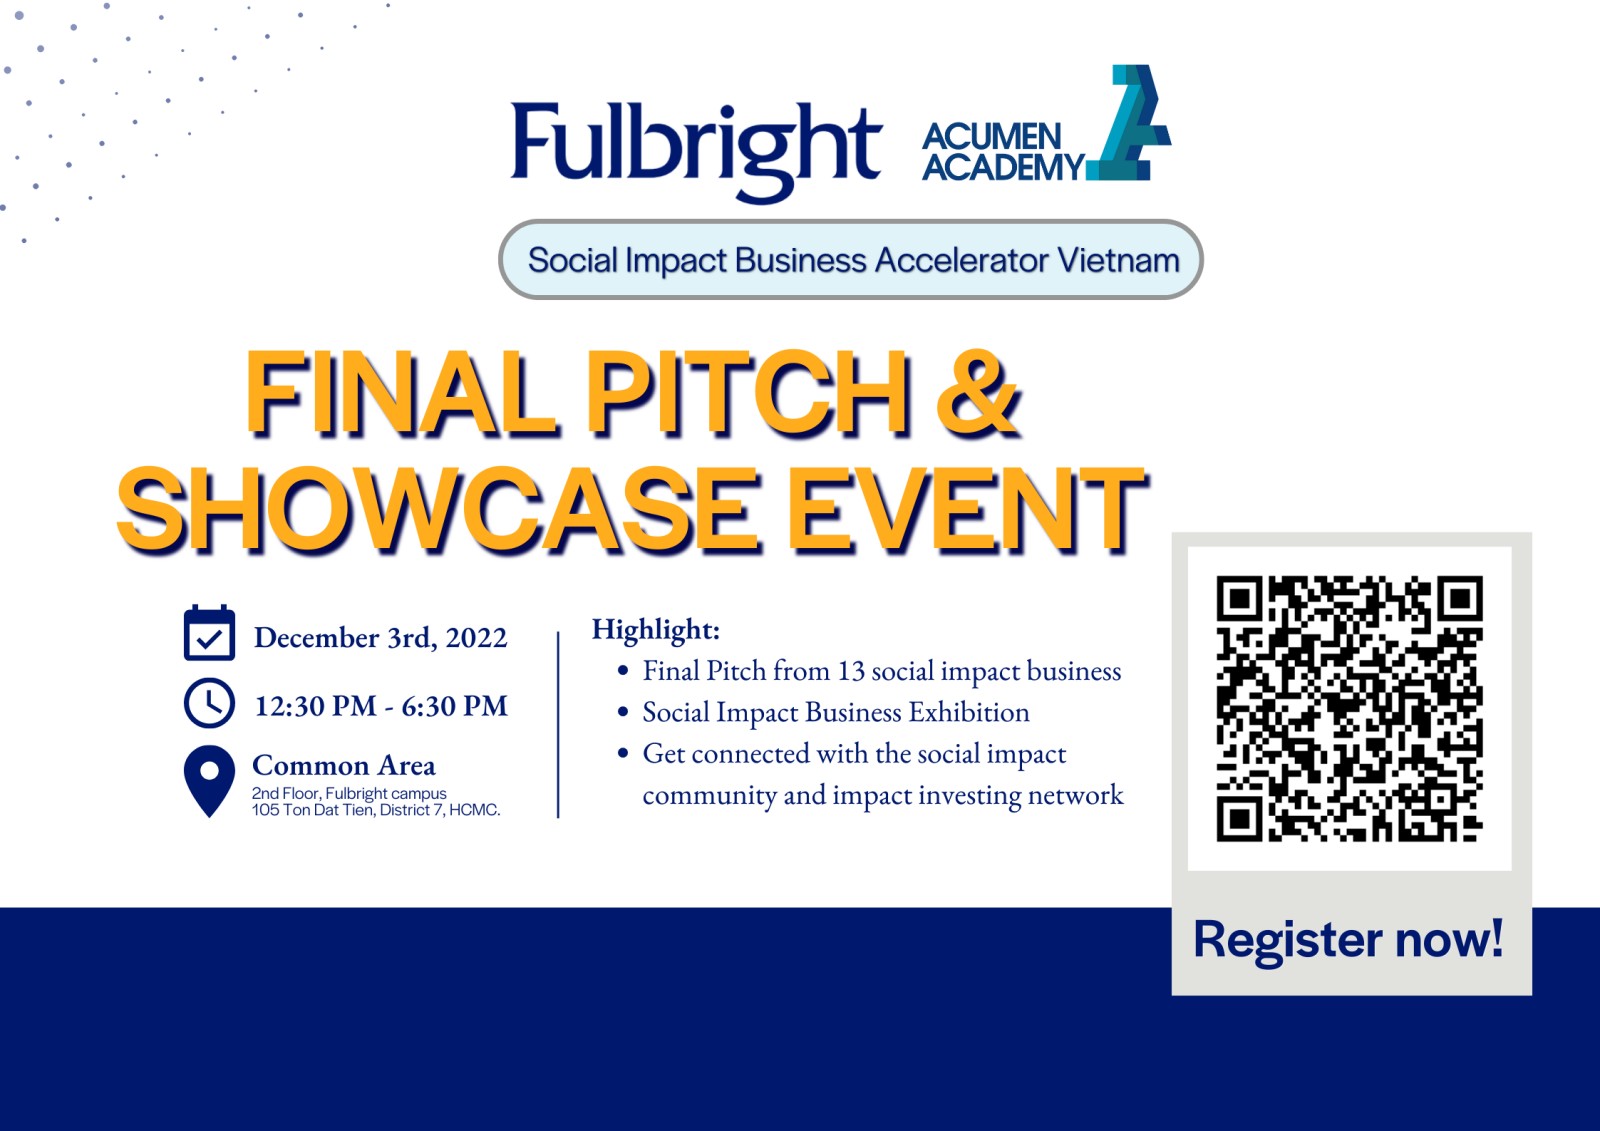 Fulbright
ACUMEN
ACADEMY
Social Impact Business Accelerator Vietnam
FINAL PITCH &
SHOWCASE EVENT
December 3rd, 2022
12:30 PM - 6:30 PM
Common Area
2nd Floor, Fulbright campus
105 Ton Dat Tien, District 7, HCMC.
Highlight:
• Final Pitch from 13 social impact business
• Social Impact Business Exhibition
• Get connected with the social impact
community and impact investing network
Register now!